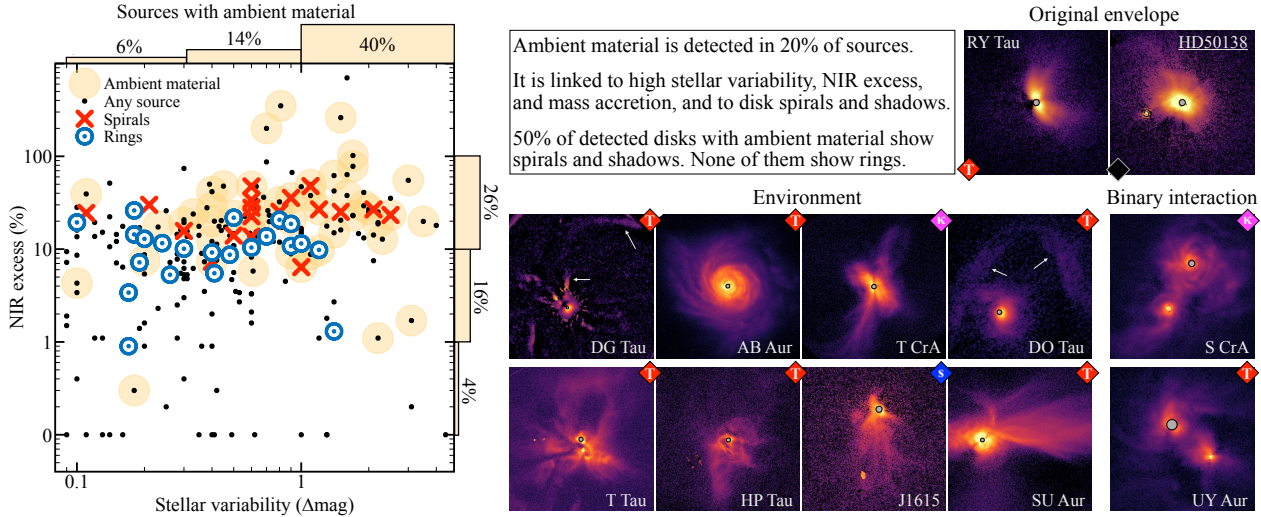 Sources with ambient material
6%
14%
40%
Ambient material
Any source
Spirals
Rings
NIR excess (%)
100
10
1
0
26%
16%
4%
0.1
1
Stellar variability (Δmag)
Ambient material is detected in 20% of sources.
It is linked to high stellar variability, NIR excess,
and mass accretion, and to disk spirals and shadows.
50% of detected disks with ambient material show
spirals and shadows. None of them show rings.
Original envelope
RY Tau
T
HD50138
Environment
Binary interaction
T
DG Tau
T
AB Aur
K
T CrA
T
DO Tau
K
S CrA
T
T Tau
T
HP Tau
S
J1615
T
SU Aur
T
UY Aur